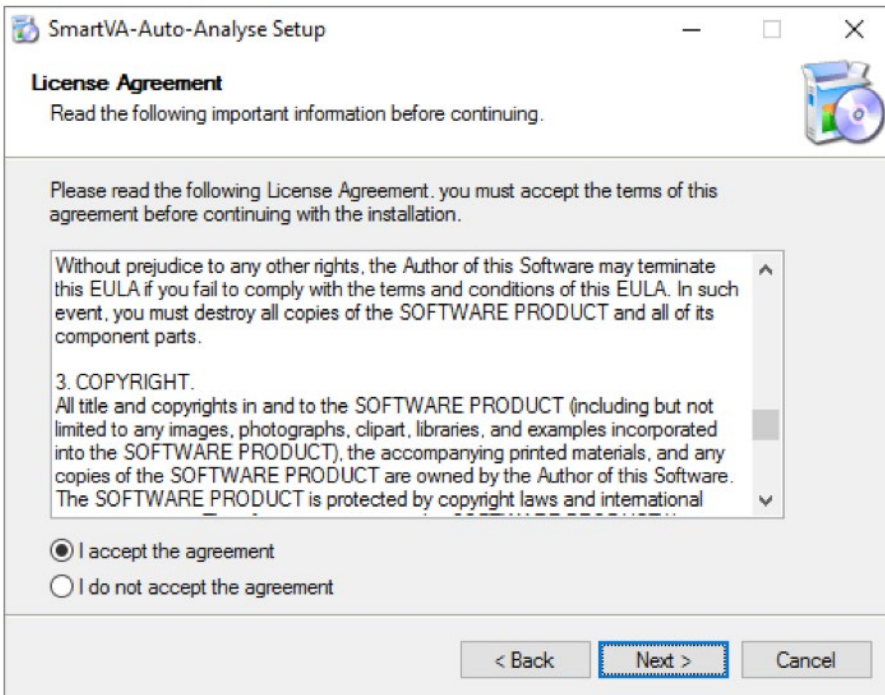 SmartVA-Auto-Analyse Setup
License Agreement
Read the following important information before continuing.
Please read the following License Agreement. you must accept the terms of this
agreement before continuing with the installation.
Without prejudice to any other rights, the Author of this Software may terminate
this EULA if you fail to comply with the terms and conditions of this EULA. In such
event, you must destroy all copies of the SOFTWARE PRODUCT and all of its
component parts.
3. COPYRIGHT.
All title and copyrights in and to the SOFTWARE PRODUCT (including but not
limited to any images, photographs, clipart, libraries, and examples incorporated
into the SOFTWARE PRODUCT), the accompanying printed materials, and any
copies of the SOFTWARE PRODUCT are owned by the Author of this Software.
The SOFTWARE PRODUCT is protected by copyright laws and international
I accept the agreement
I do not accept the agreement
< Back
Next >
Cancel